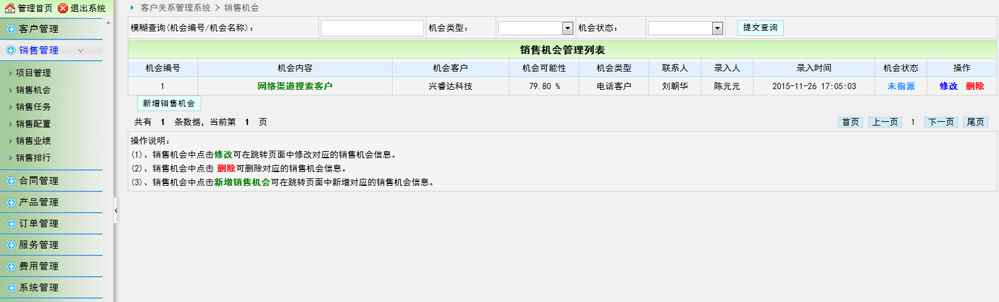 管理首页 退出系统
客户管理
销售管理
项目管理
销售机会
销售任务
销售配置
销售业绩
销售排行
合同管理
产品管理
订单管理
服务管理
费用管理
系统管理
客户关系管理系统 > 销售机会
模糊查询(机会编号/机会名称): 机会类型: 机会状态: 提交查询
销售机会管理列表
机会编号 机会内容 机会客户 机会可能性 机会类型 联系人 录入人 录入时间 机会状态 操作
1 网络渠道搜索客户 兴睿达科技 79.80 % 电话客户 刘朝华 陈元元 2015-11-26 17:05:03 未指派 修改 删除
新增销售机会
共有 1 条数据，当前第 1 页 首页 上一页 1 下一页 尾页
操作说明：
(1)、销售机会中点击修改可在跳转页面中修改对应的销售机会信息。
(2)、销售机会中点击 删除可删除对应的销售机会信息。
(3)、销售机会中点击新增销售机会可在跳转页面中新增对应的销售机会信息。